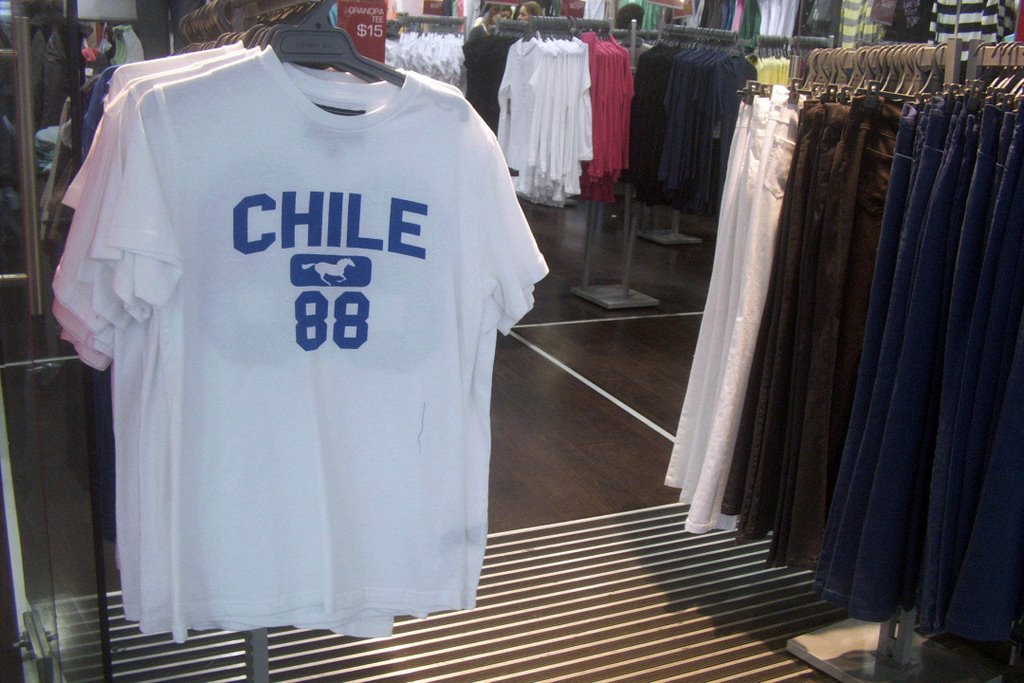 GRANDPA
TEE
$15
CHILE
88